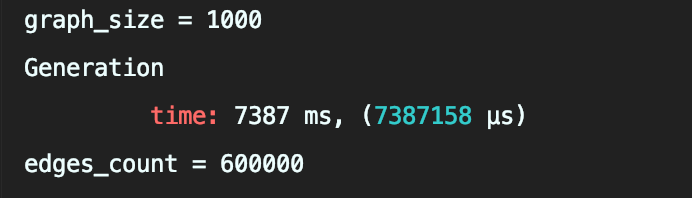 graph_size = 1000
Generation
time: 7387 ms, (7387158 µs)
edges_count = 600000